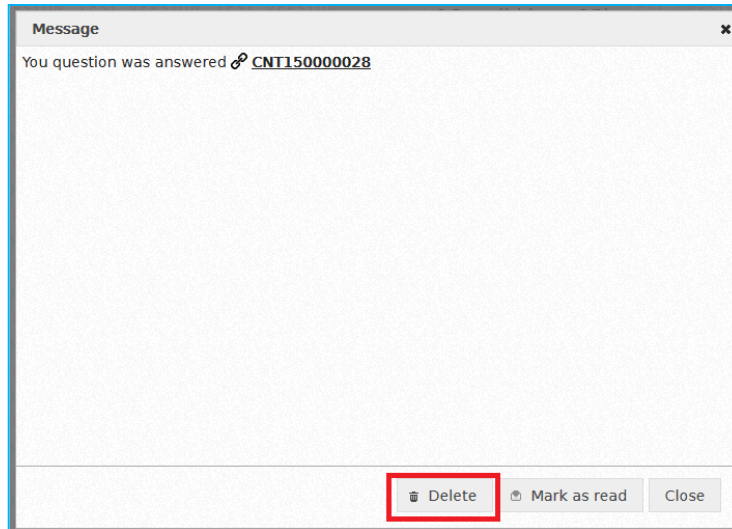 Message
You question was answered CNT150000028
Delete Mark as read Close